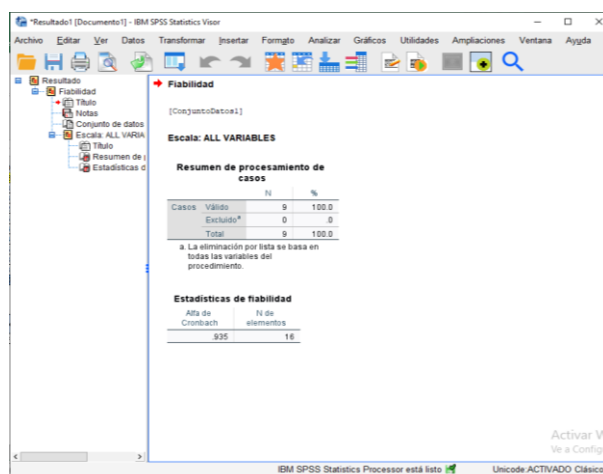 *Resultado1 [Documento1] - IBM SPSS Statistics Visor
Archivo Editar Ver Datos Transformar Insertar Formato Analizar Gráficos Utilidades Ampliaciones Ventana Ayuda
Resultado
Fiabilidad
Título
Notas
Conjunto de datos
Escala: ALL VARIA
Título
Resumen de
Estadísticas d
Fiabilidad
[ConjuntoDatos1]
Escala: ALL VARIABLES
Resumen de procesamiento de
casos
N %
Casos Válido 9 100.0
Excluido a 0 .0
Total 9 100.0
a. La eliminación por lista se basa en
todas las variables del
procedimiento.
Estadísticas de fiabilidad
Alfa de N de
Cronbach elementos
.935 16
Activar
Ve a Config
IBM SPSS Statistics Processor está listo Unicode:ACTIVADO Clásico